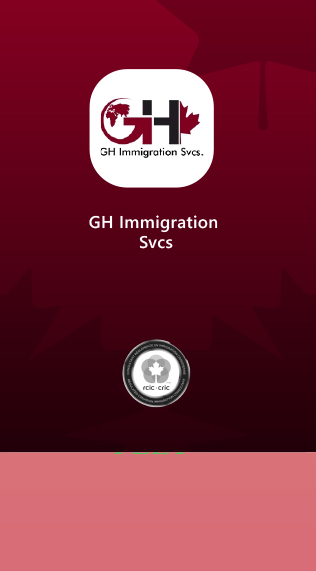 GH
GH Immigration Svcs.
GH Immigration
Svcs
rcic · cric